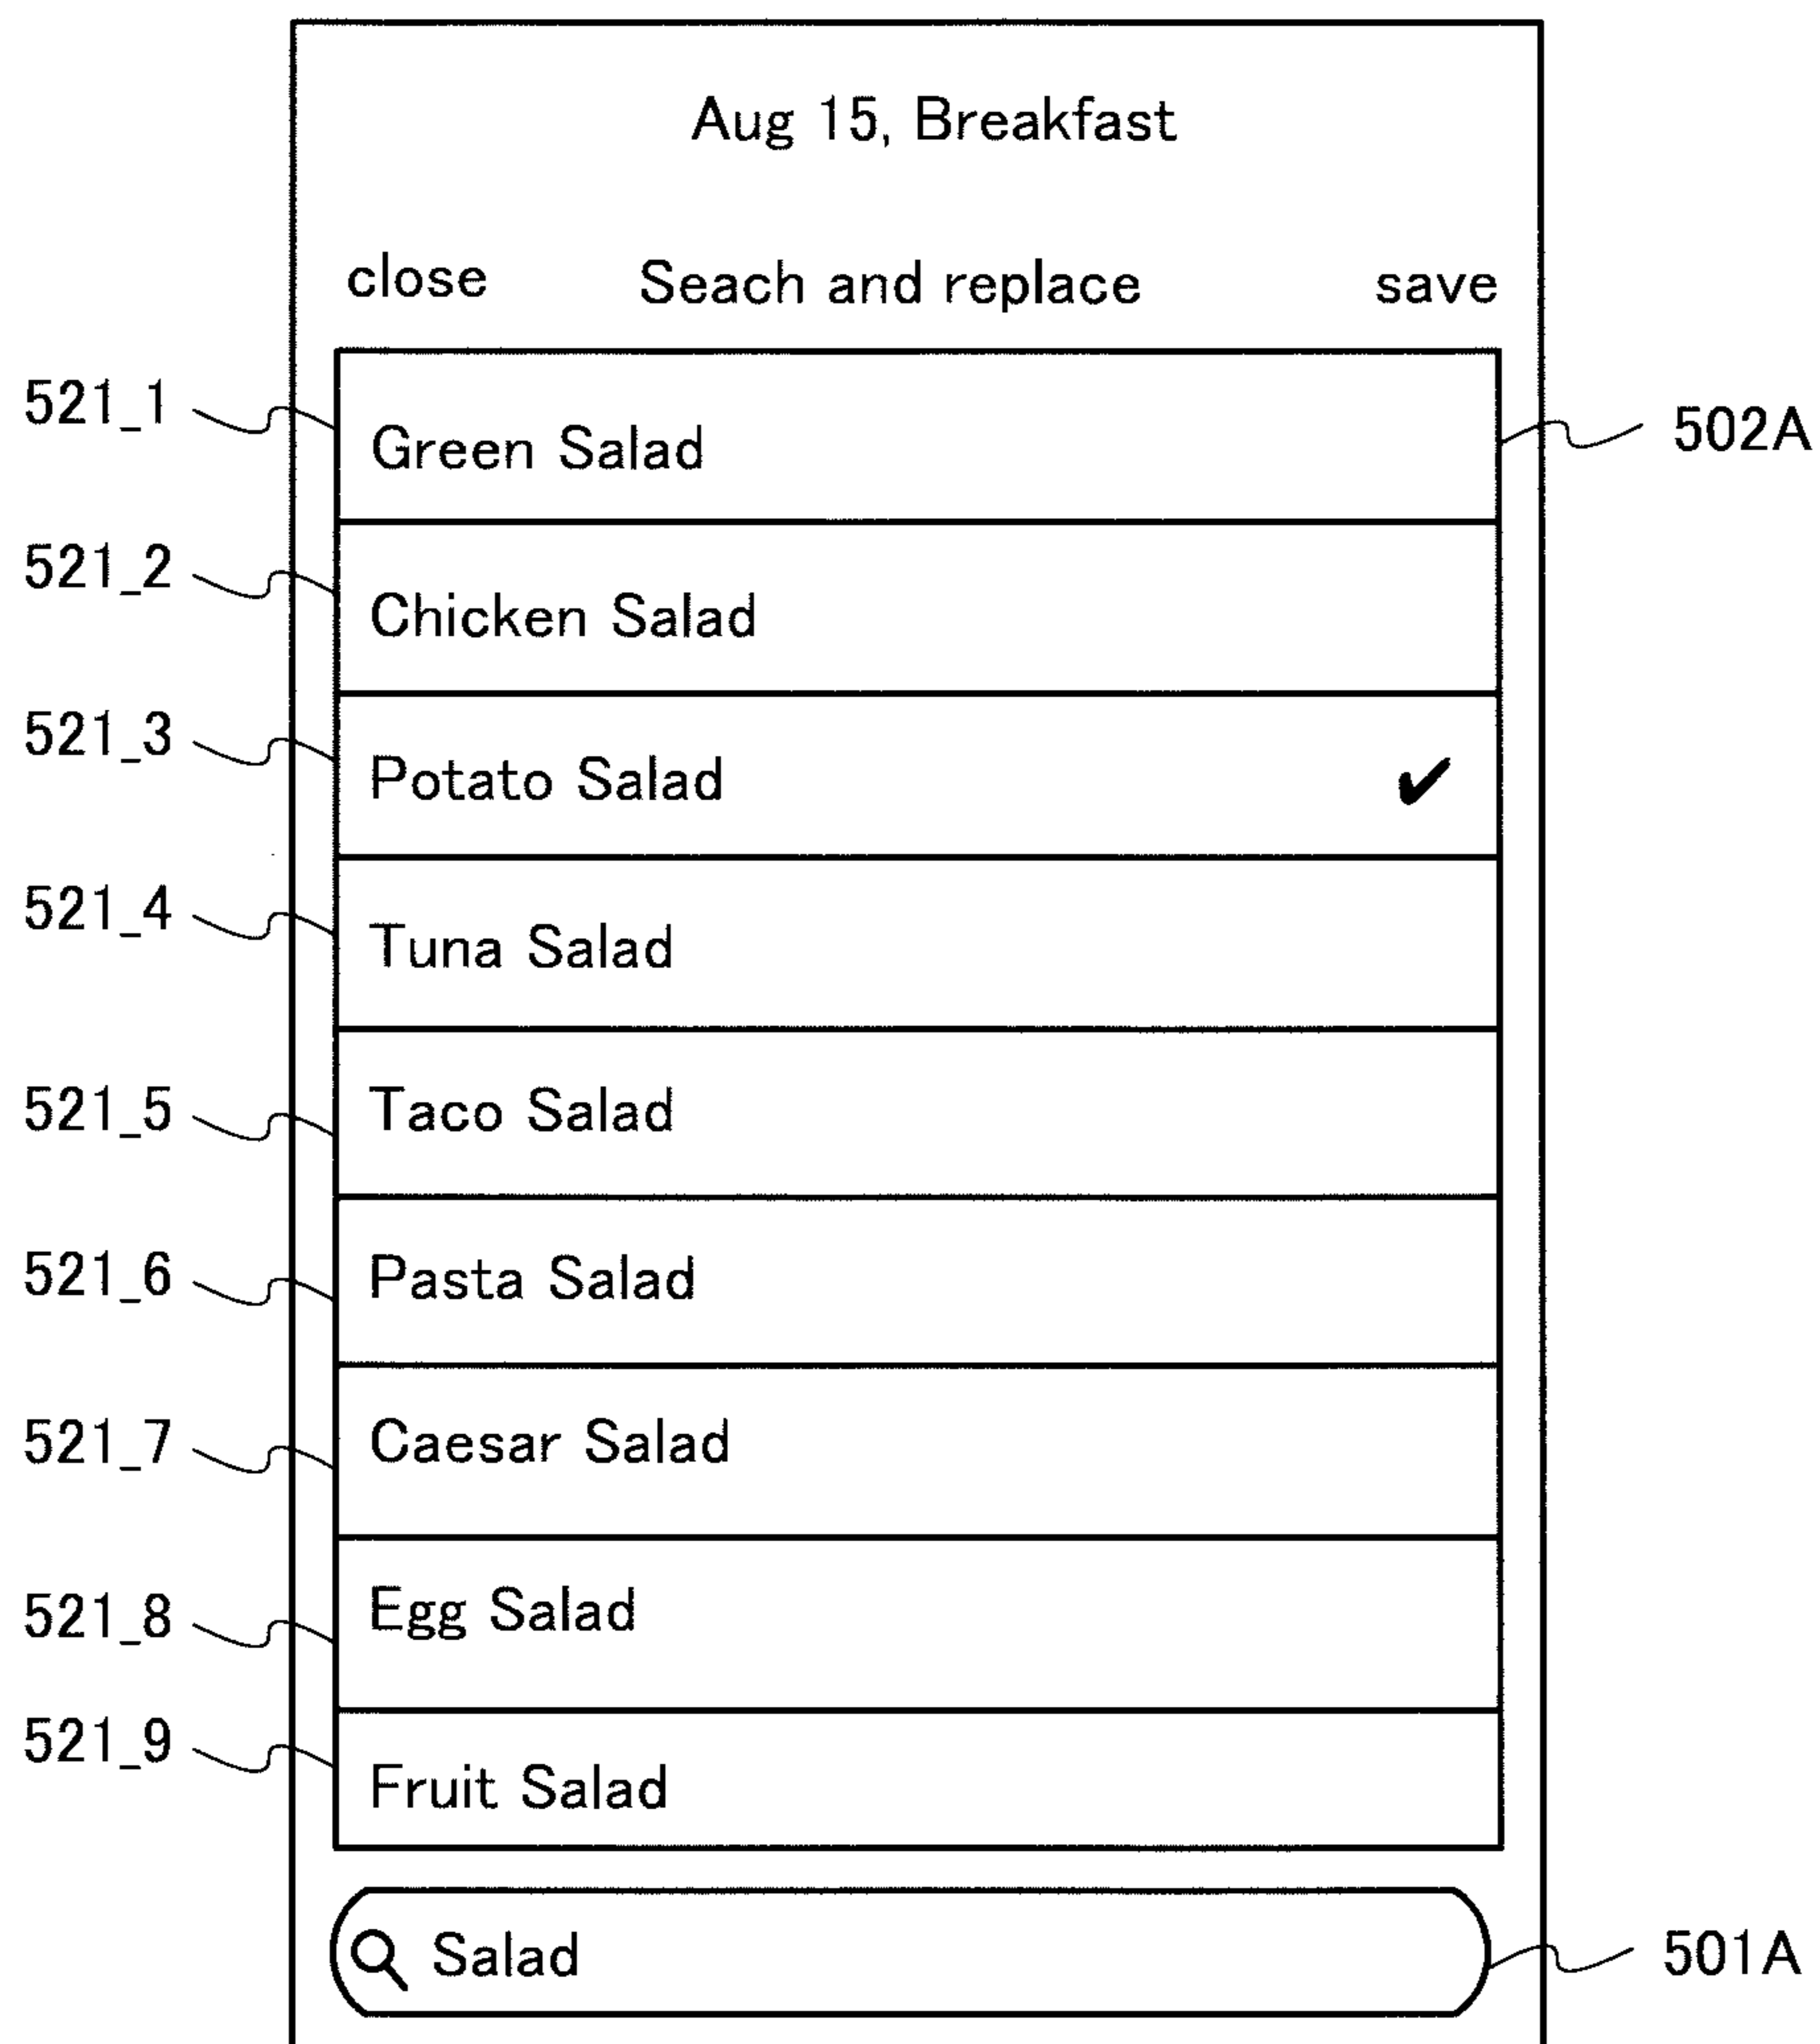 Aug 15, Breakfast
close Seach and replace save
521_1 Green Salad 502A
521_2 Chicken Salad
521_3 Potato Salad ✔
521_4 Tuna Salad
521_5 Taco Salad
521_6 Pasta Salad
521_7 Caesar Salad
521_8 Egg Salad
521_9 Fruit Salad
Salad 501A